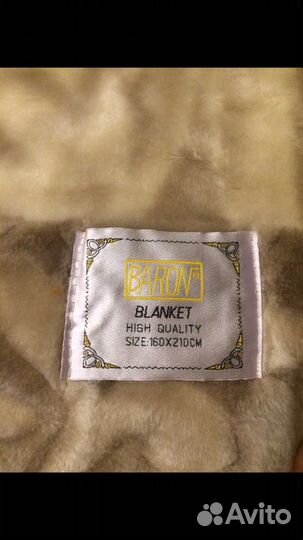 BARON
BLANKET
HIGH QUALITY
SIZE:160X210CM
Avito